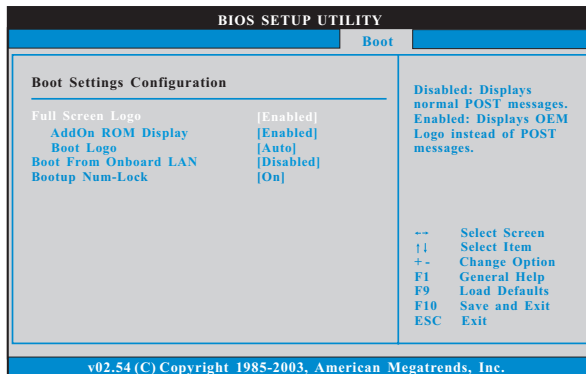 BIOS SETUP UTILITY
Boot
Boot Settings Configuration
Full Screen Logo [Enabled]
AddOn ROM Display [Enabled]
Boot Logo [Auto]
Boot From Onboard LAN [Disabled]
Bootup Num-Lock [On]
Disabled: Displays
normal POST messages.
Enabled: Displays OEM
Logo instead of POST
messages.
←→ Select Screen
↑↓ Select Item
+ - Change Option
F1 General Help
F9 Load Defaults
F10 Save and Exit
ESC Exit
v02.54 (C) Copyright 1985-2003, American Megatrends, Inc.